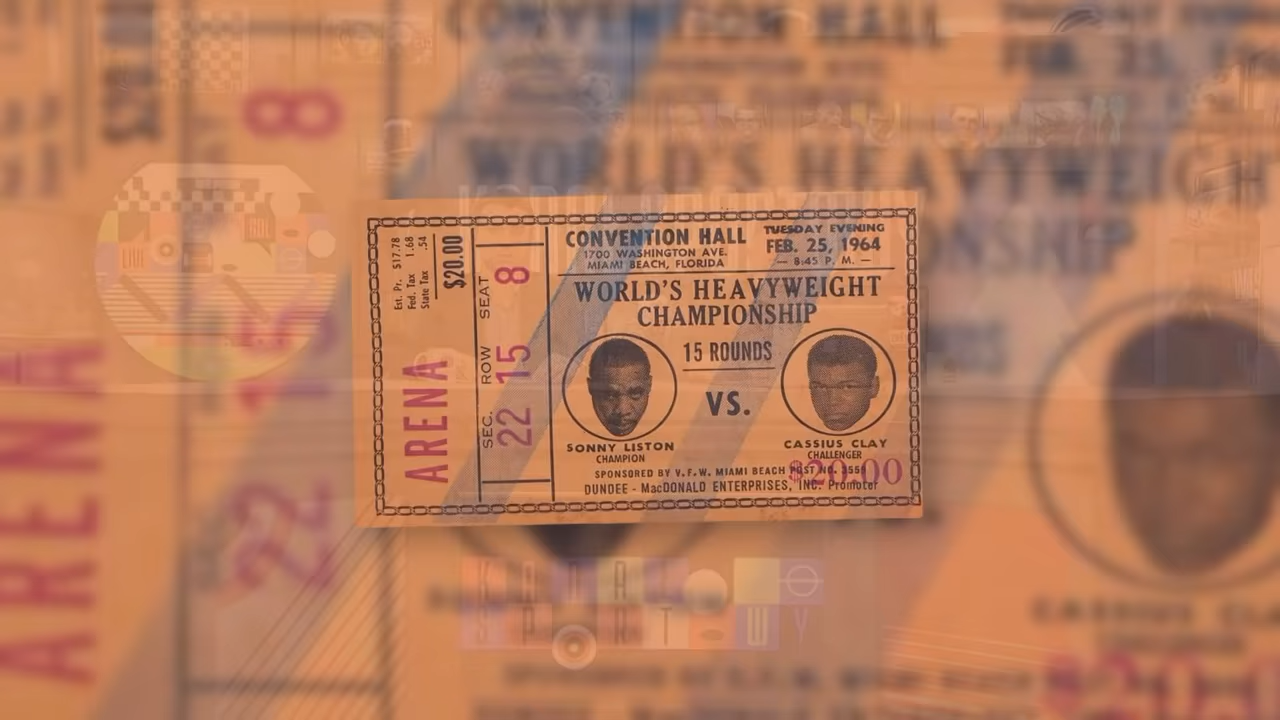 Est. Pr. $17.78
Fed. Tax 1.68
State Tax .54
$20.00
ARENA
SEC. 22 ROW 15 SEAT 8
CONVENTION HALL
1700 WASHINGTON AVE.
MIAMI BEACH, FLORIDA
TUESDAY EVENING
FEB. 25, 1964
— 8:45 P. M. —
WORLD'S HEAVYWEIGHT
CHAMPIONSHIP
15 ROUNDS
VS.
SONNY LISTON
CHAMPION
CASSIUS CLAY
CHALLENGER
SPONSORED BY V.F.W. MIAMI BEACH POST NO. 3559
$20.00
DUNDEE - MacDONALD ENTERPRISES, INC. Promoter
KANAŁ
SPORTOWY